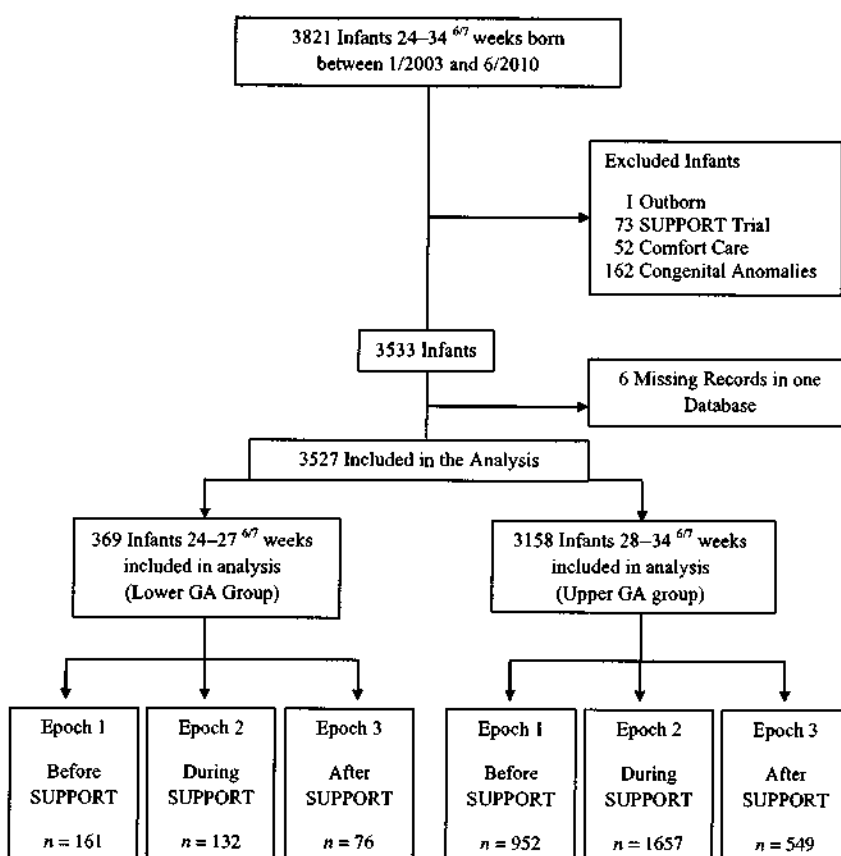 3821 Infants 24–34 6/7 weeks born
between 1/2003 and 6/2010
Excluded Infants
1 Outborn
73 SUPPORT Trial
52 Comfort Care
162 Congenital Anomalies
3533 Infants
6 Missing Records in one
Database
3527 Included in the Analysis
369 Infants 24–27 6/7 weeks
included in analysis
(Lower GA Group)
3158 Infants 28–34 6/7 weeks
included in analysis
(Upper GA group)
Epoch 1
Before
SUPPORT
n = 161
Epoch 2
During
SUPPORT
n = 132
Epoch 3
After
SUPPORT
n = 76
Epoch 1
Before
SUPPORT
n = 952
Epoch 2
During
SUPPORT
n = 1657
Epoch 3
After
SUPPORT
n = 549